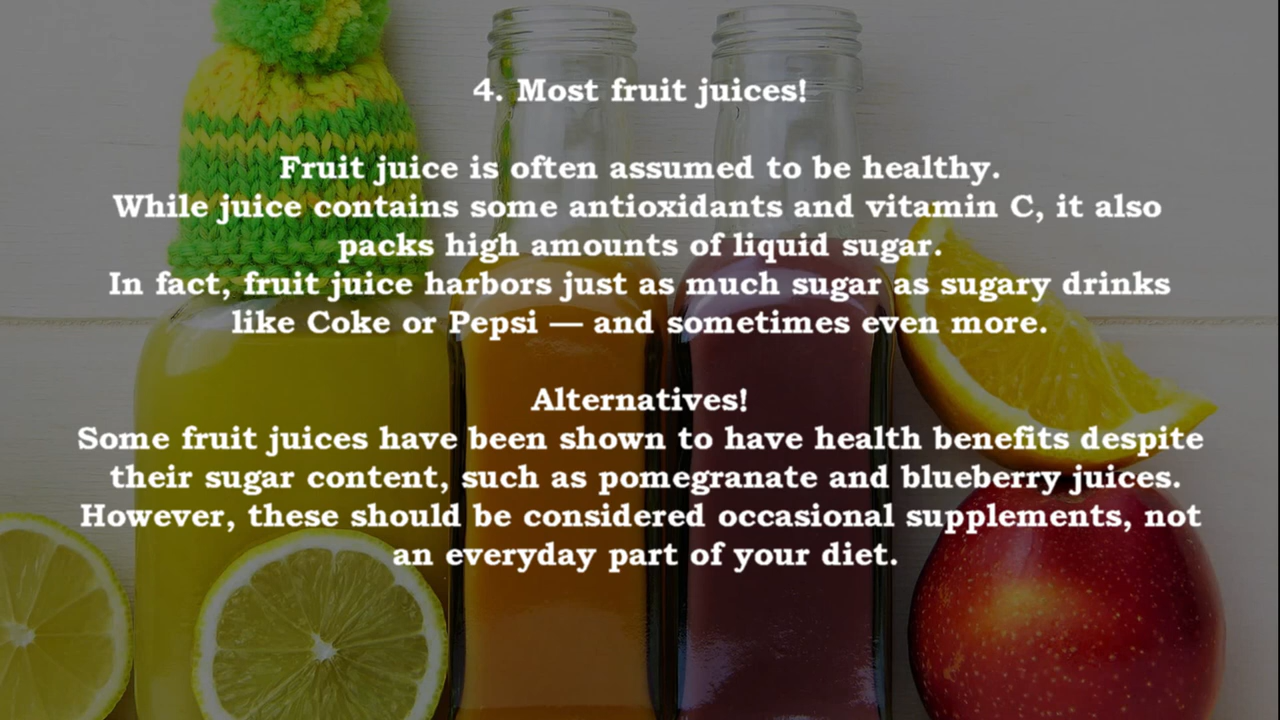 4. Most fruit juices!
Fruit juice is often assumed to be healthy.
While juice contains some antioxidants and vitamin C, it also
packs high amounts of liquid sugar.
In fact, fruit juice harbors just as much sugar as sugary drinks
like Coke or Pepsi — and sometimes even more.
Alternatives!
Some fruit juices have been shown to have health benefits despite
their sugar content, such as pomegranate and blueberry juices.
However, these should be considered occasional supplements, not
an everyday part of your diet.